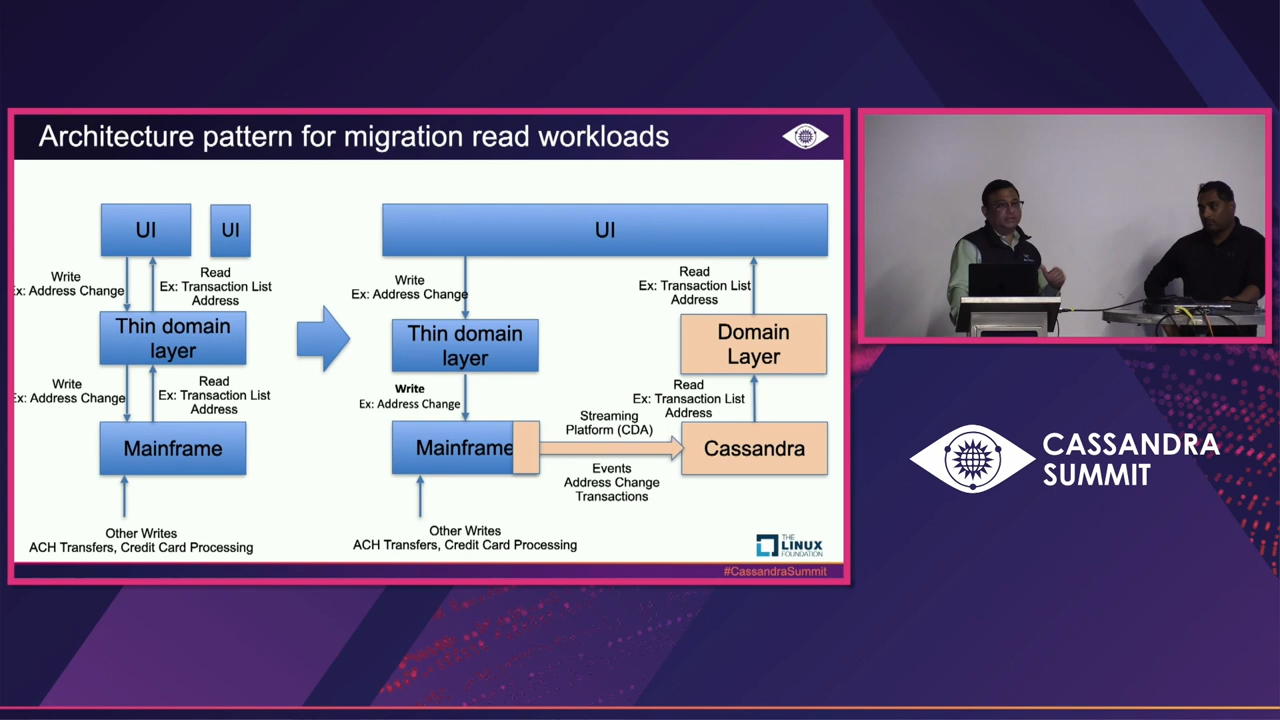 Architecture pattern for migration read workloads
UI
UI
Write
Ex: Address Change
Read
Ex: Transaction List
Address
Thin domain
layer
Write
Ex: Address Change
Read
Ex: Transaction List
Address
Mainframe
Other Writes
ACH Transfers, Credit Card Processing
UI
Write
Ex: Address Change
Read
Ex: Transaction List
Address
Thin domain
layer
Domain
Layer
Write
Ex: Address Change
Read
Ex: Transaction List
Address
Streaming
Platform (CDA)
Mainframe
Cassandra
Events
Address Change
Transactions
Other Writes
ACH Transfers, Credit Card Processing
THE
LINUX
FOUNDATION
#CassandraSummit
CASSANDRA
SUMMIT